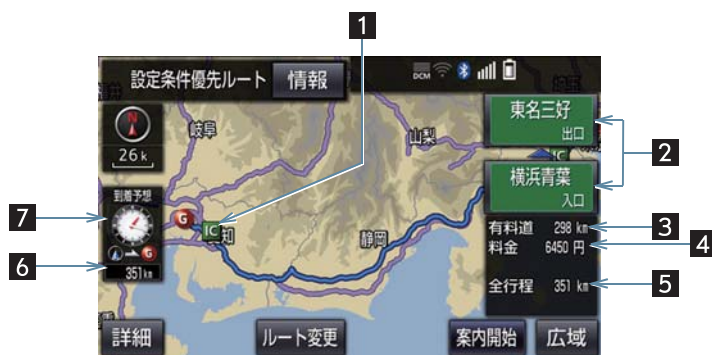 1
DCM
設定条件優先ルート 情報
東名三好
出口
岐阜
山梨
26k
IC
2
横浜青葉
入口
到着予想
7
G
IC
知
静岡
有料道 298 km
3
料金 6450 円
4
G
6
351km
全行程 351 km
5
詳細
ルート変更
案内開始
広域